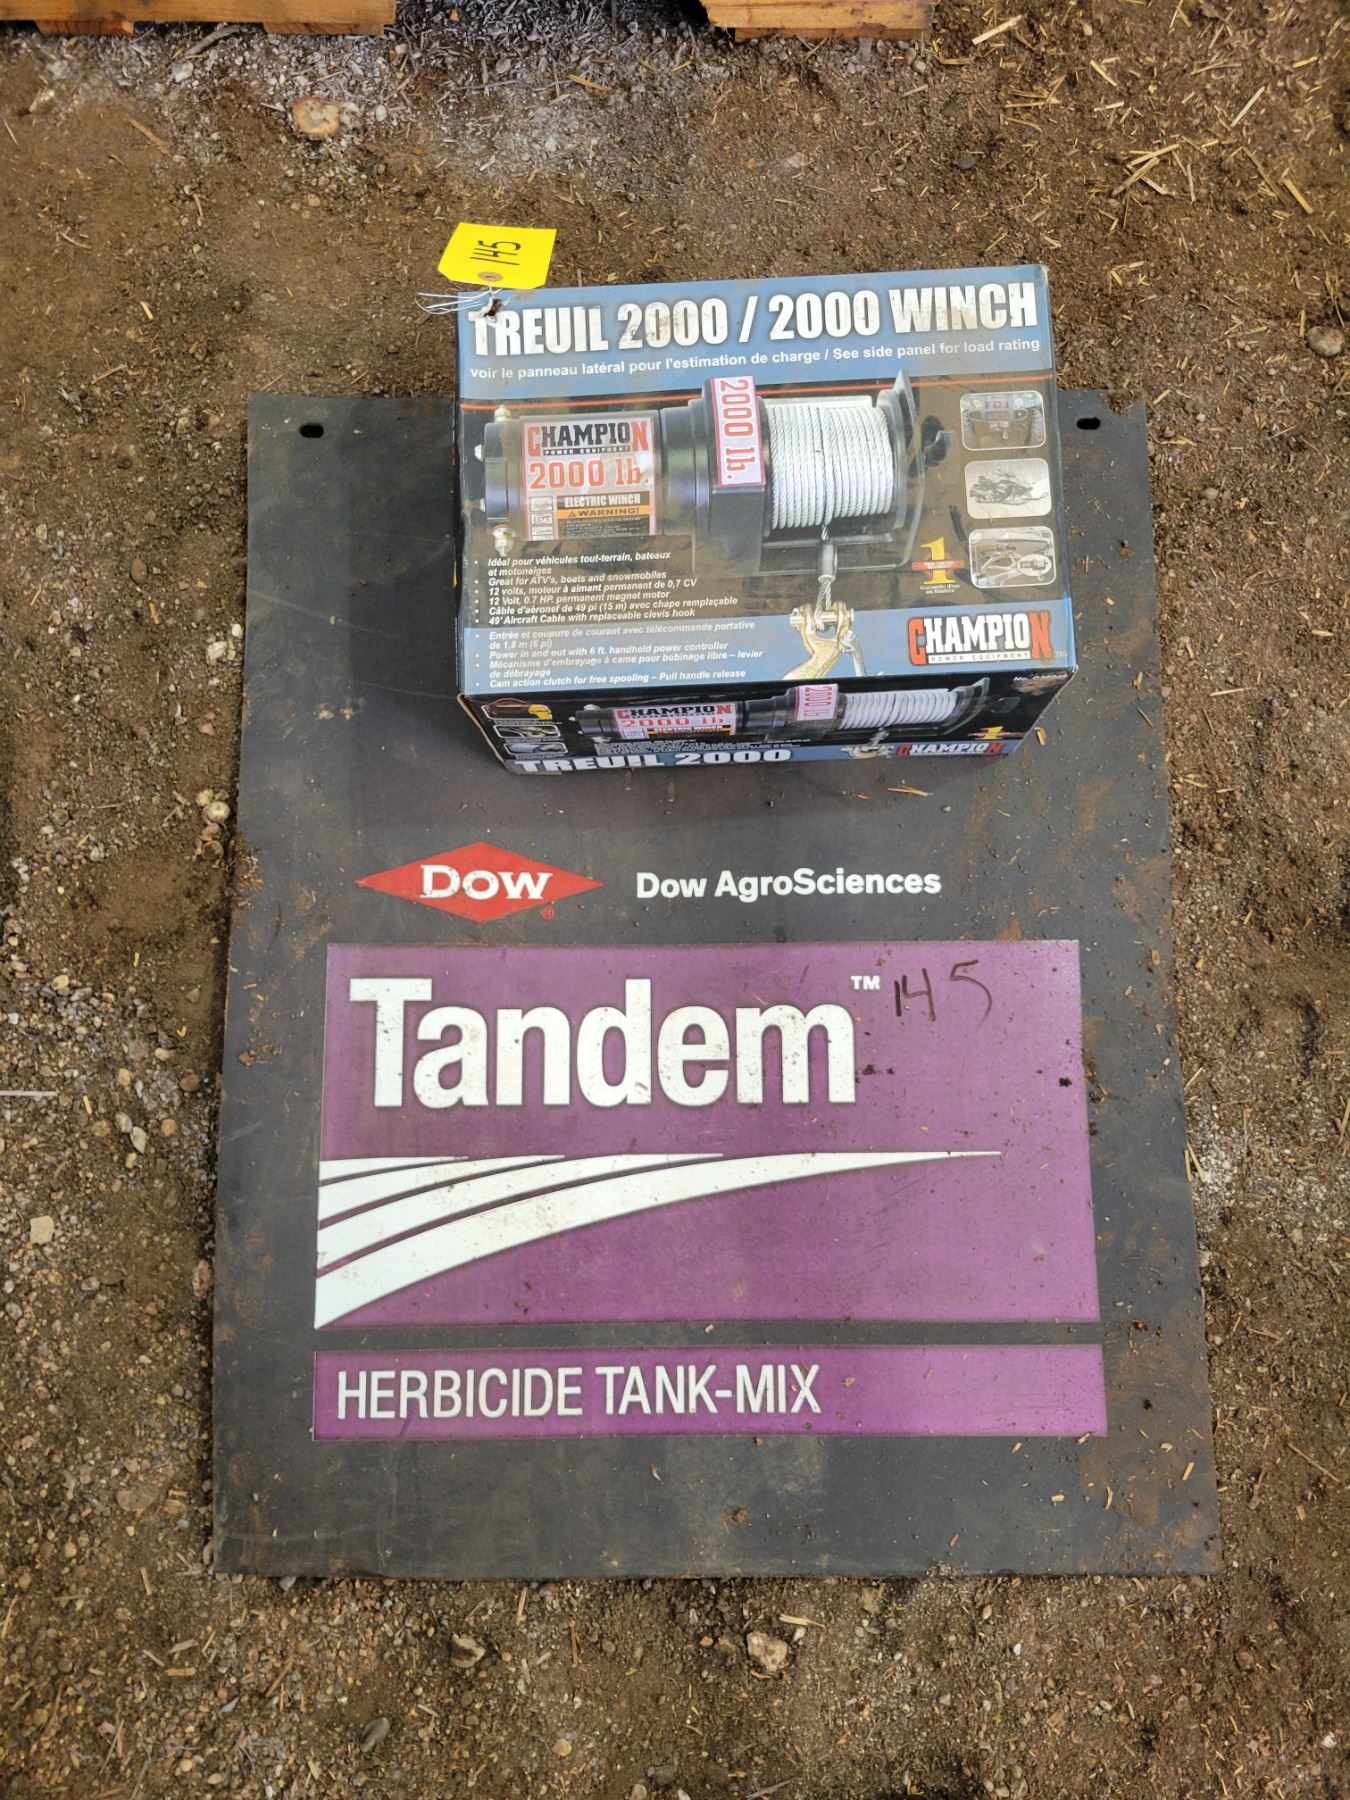 145
TREUIL 2000 / 2000 WINCH
voir le panneau latéral pour l'estimation de charge / See side panel for load rating
CHAMPION
POWER EQUIPMENT
2000 lb.
ELECTRIC WINCH
WARNING!
2000 lb.
• Idéal pour véhicules tout-terrain, bateaux
et motoneiges
• Great for ATV's, boats and snowmobiles
• 12 volts, moteur à aimant permanent de 0,7 CV
• 12 Volt, 0.7 HP. permanent magnet motor
• Câble d'aéronef de 49 pi (15 m) avec chape remplaçable
• 49' Aircraft Cable with replaceable clevis hook
• Entrée et coupure de courant avec télécommande portative
de 1,8 m (6 pi)
• Power in and out with 6 ft. handheld power controller
• Mécanisme d'embrayage à came pour bobinage libre – levier
de débrayage
• Cam action clutch for free spooling – Pull handle release
1
CHAMPION
POWER EQUIPMENT
CHAMPION
2000 lb.
ELECTRIC WINCH
2000 lb.
TREUIL 2000
1
CHAMPION
DOW
®
Dow AgroSciences
Tandem™
145
HERBICIDE TANK-MIX